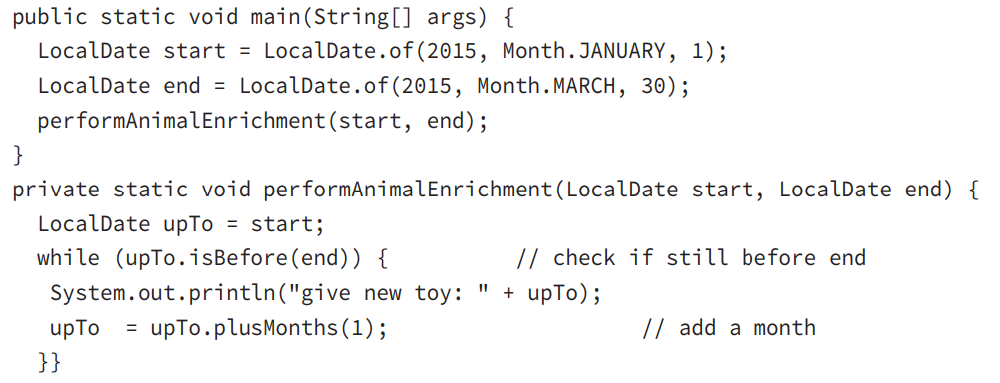 public static void main(String[] args) {
  LocalDate start = LocalDate.of(2015, Month.JANUARY, 1);
  LocalDate end = LocalDate.of(2015, Month.MARCH, 30);
  performAnimalEnrichment(start, end);
}
private static void performAnimalEnrichment(LocalDate start, LocalDate end) {
  LocalDate upTo = start;
  while (upTo.isBefore(end)) {          // check if still before end
   System.out.println("give new toy: " + upTo);
   upTo  = upTo.plusMonths(1);                    // add a month
  }}